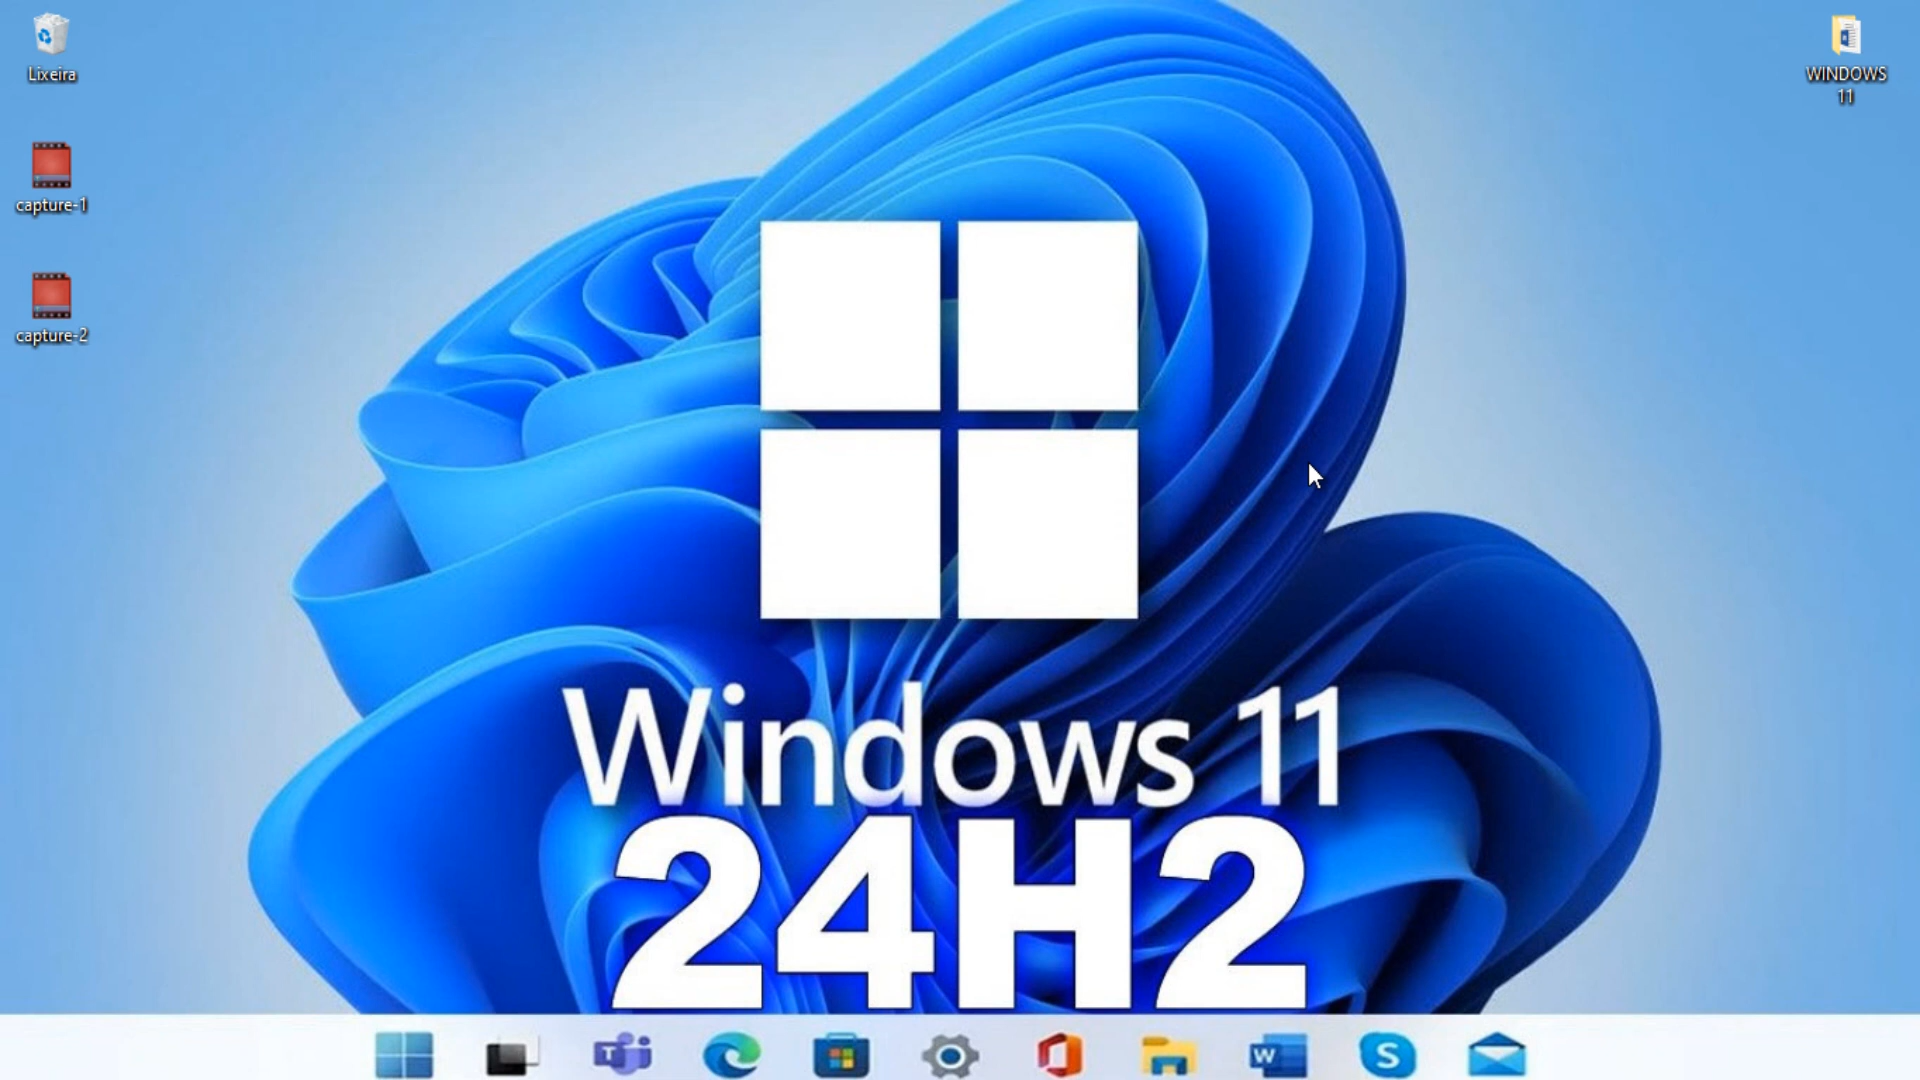 Lixeira
capture-1
capture-2
WINDOWS
11
Windows 11
24H2
T
W
S